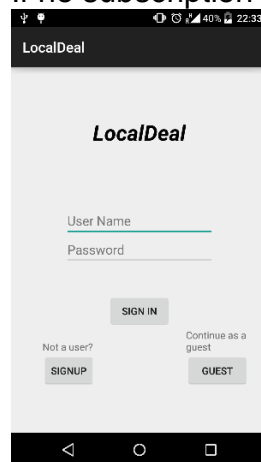 If no subscription
40% 22:33
LocalDeal
LocalDeal
User Name
Password
SIGN IN
Not a user?
Continue as a
guest
SIGNUP
GUEST